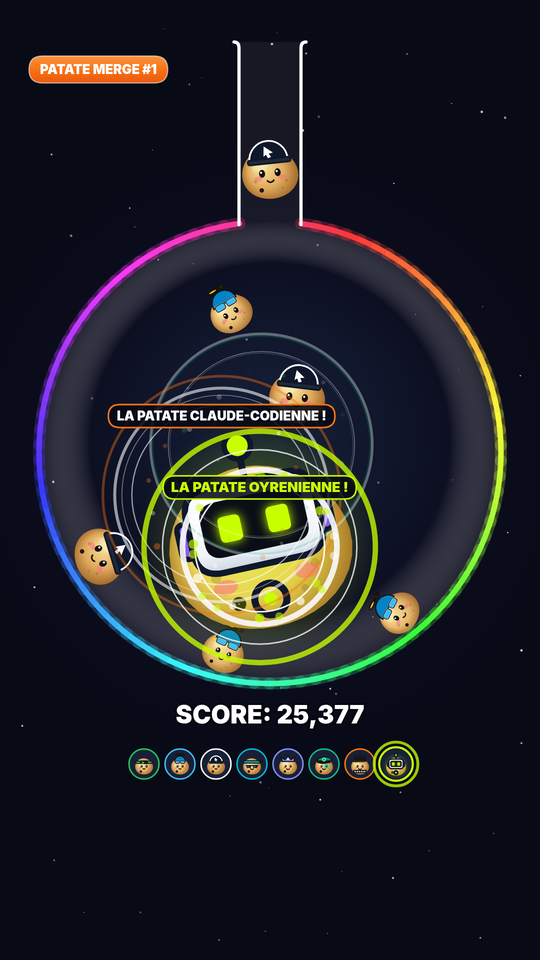 PATATE MERGE #1
LA PATATE CLAUDE-CODIENNE !
LA PATATE OYRENIENNE !
SCORE: 25,377